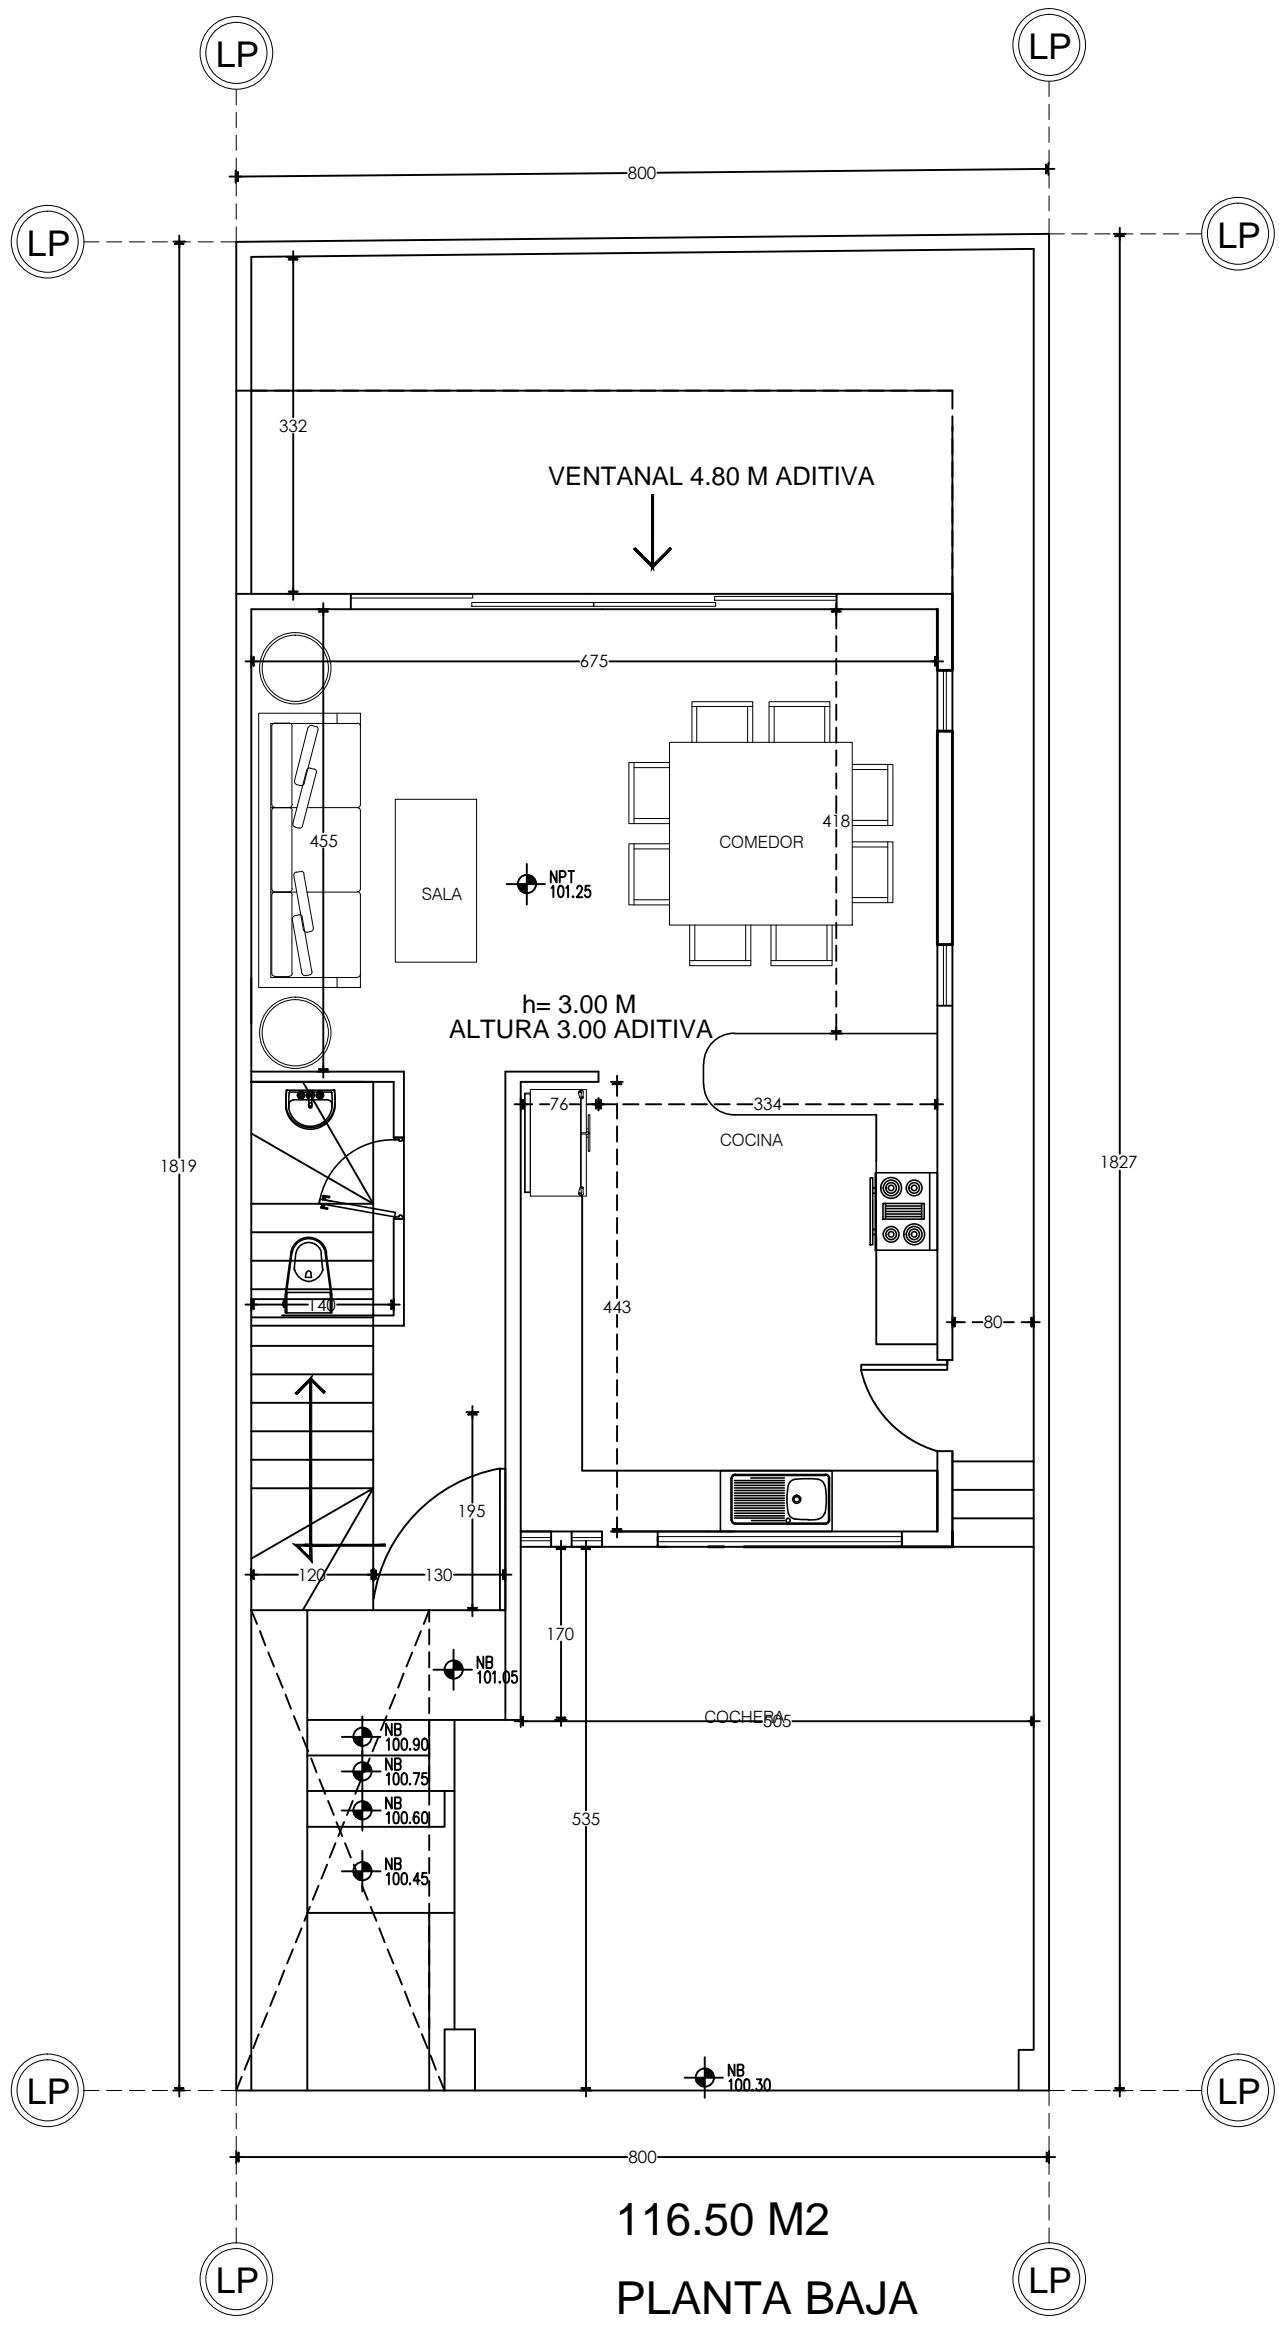 LP
LP
800
LP
LP
332
VENTANAL 4.80 M ADITIVA
675
455
418
COMEDOR
SALA
NPT
101.25
h= 3.00 M
ALTURA 3.00 ADITIVA
76
334
COCINA
1819
1827
140
443
80
195
120
130
170
NB
101.05
COCHERA
505
NB
100.90
NB
100.75
NB
100.60
535
NB
100.45
NB
100.30
LP
LP
800
116.50 M2
LP
LP
PLANTA BAJA